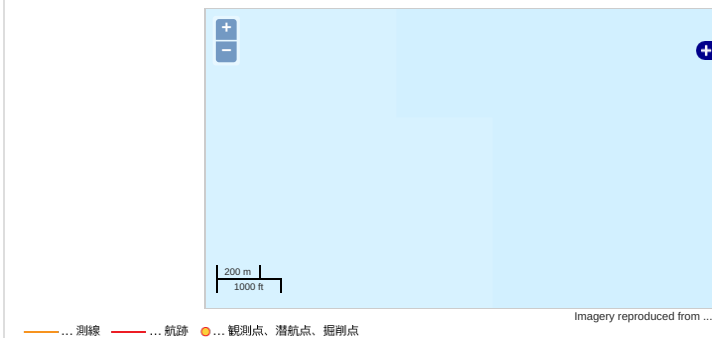 +
−
+
200 m
1000 ft
Imagery reproduced from ...
... 測線 ... 航跡 ... 観測点、潜航点、掘削点